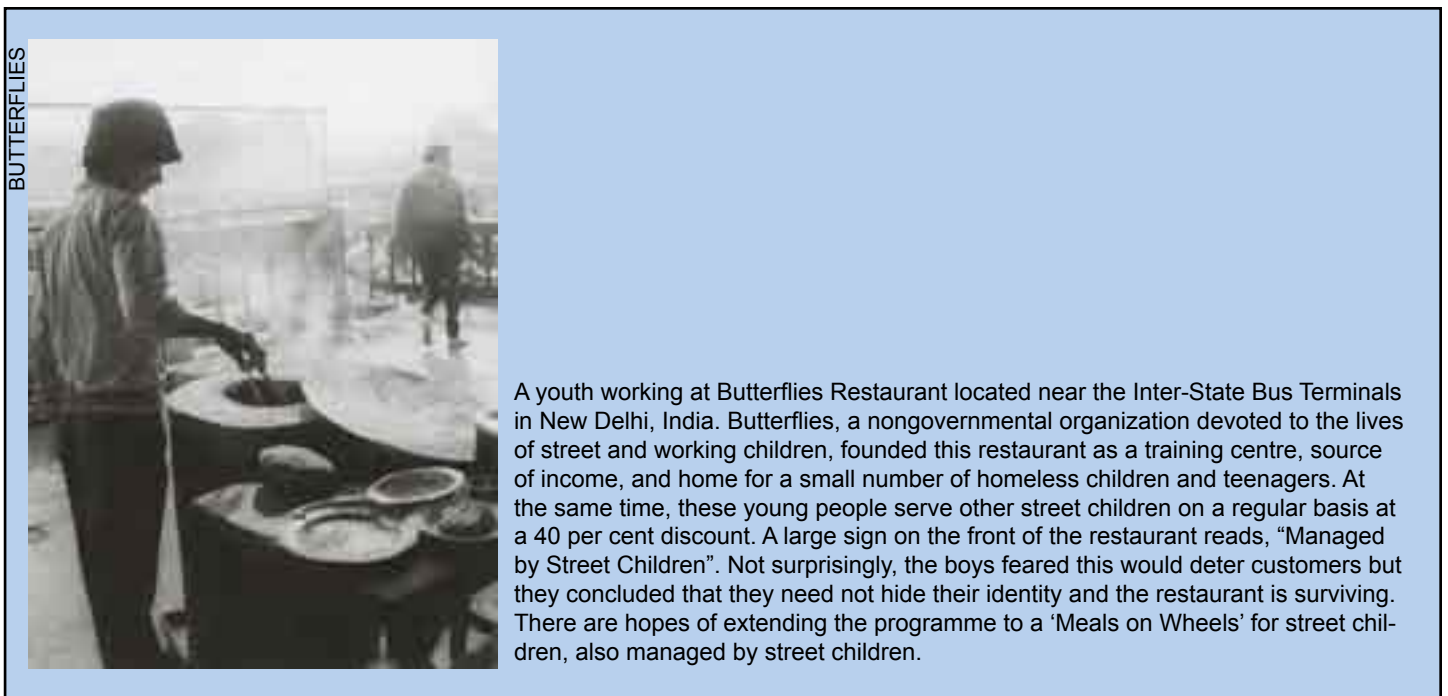 BUTTERFLIES
A youth working at Butterflies Restaurant located near the Inter-State Bus Terminals
in New Delhi, India. Butterflies, a nongovernmental organization devoted to the lives
of street and working children, founded this restaurant as a training centre, source
of income, and home for a small number of homeless children and teenagers. At
the same time, these young people serve other street children on a regular basis at
a 40 per cent discount. A large sign on the front of the restaurant reads, “Managed
by Street Children”. Not surprisingly, the boys feared this would deter customers but
they concluded that they need not hide their identity and the restaurant is surviving.
There are hopes of extending the programme to a ‘Meals on Wheels’ for street chil-
dren, also managed by street children.